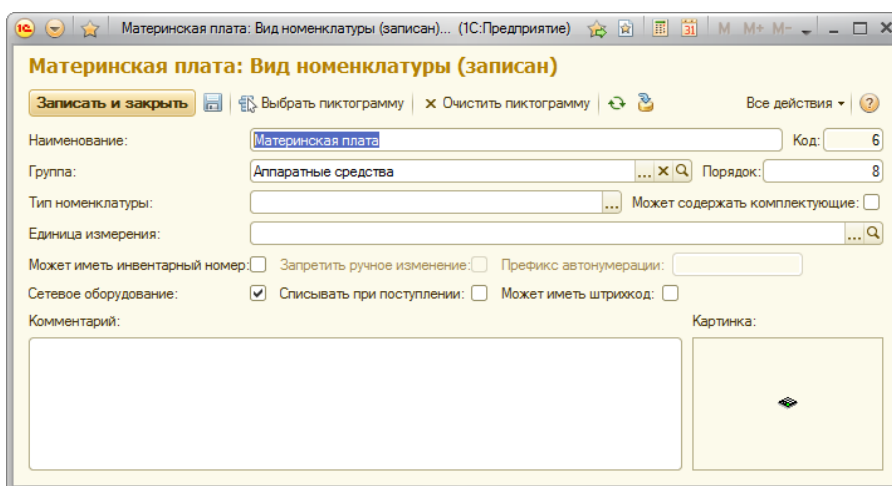 Материнская плата: Вид номенклатуры (записан)... (1С:Предприятие) 31 M M+ M-
Материнская плата: Вид номенклатуры (записан)
Записать и закрыть Выбрать пиктограмму Очистить пиктограмму Все действия ?
Наименование: Материнская плата Код: 6
Группа: Аппаратные средства ... Порядок: 8
Тип номенклатуры: ... Может содержать комплектующие:
Единица измерения: ...
Может иметь инвентарный номер: Запретить ручное изменение: Префикс автонумерации:
Сетевое оборудование: Списывать при поступлении: Может иметь штрихкод:
Комментарий: Картинка: